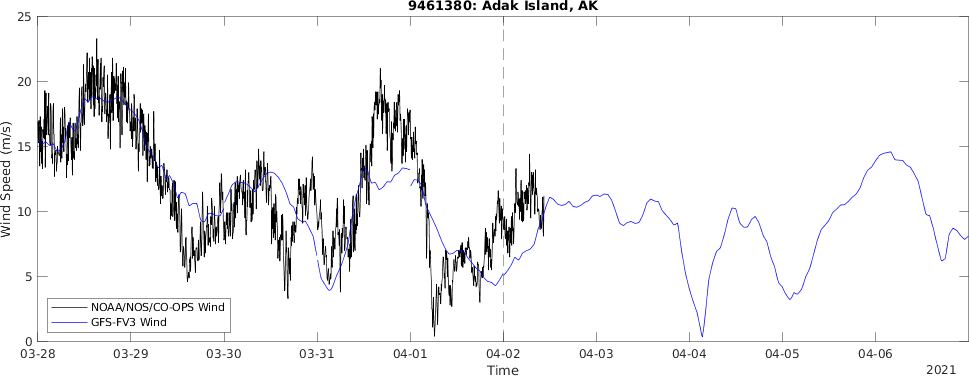 9461380: Adak Island, AK
Wind Speed (m/s)
25
20
15
10
5
0
NOAA/NOS/CO-OPS Wind
GFS-FV3 Wind
03-28 03-29 03-30 03-31 04-01 04-02 04-03 04-04 04-05 04-06
Time
2021